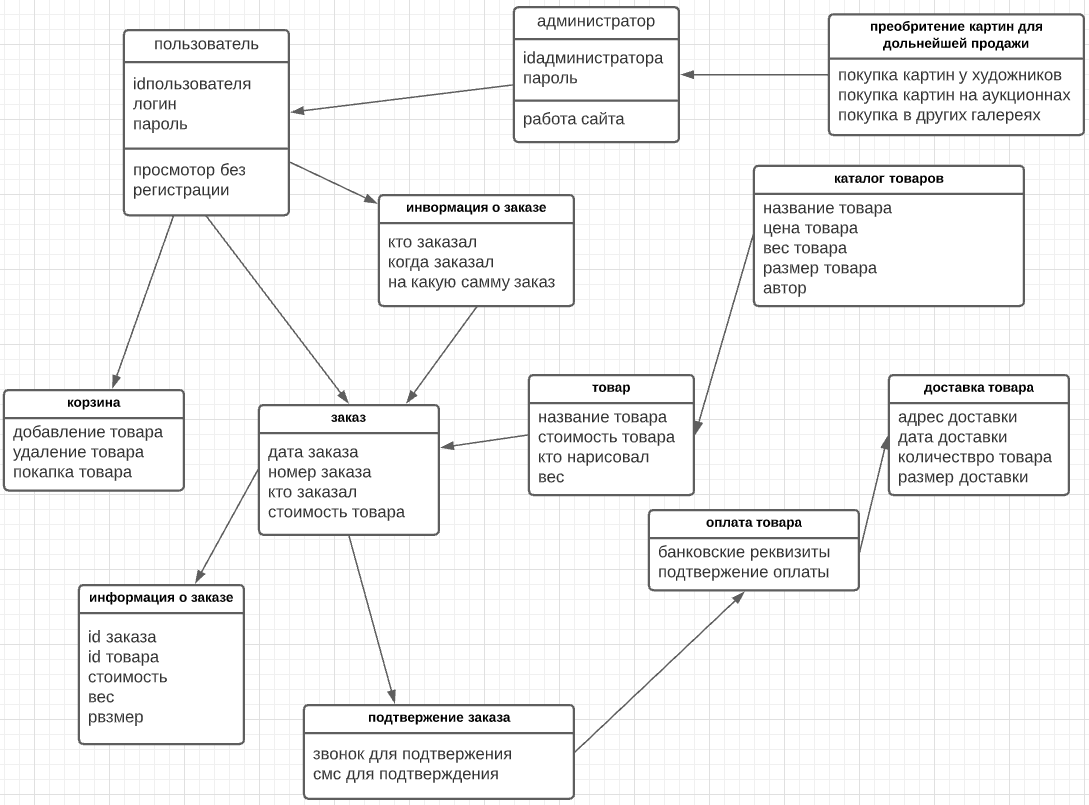 пользователь
idпользователя
логин
пароль
просмотор без
регистрации
администратор
idадминистратора
пароль
работа сайта
преобритение картин для
дольнейшей продажи
покупка картин у художников
покупка картин на аукционнах
покупка в других галереях
инвормация о заказе
кто заказал
когда заказал
на какую самму заказ
каталог товаров
название товара
цена товара
вес товара
размер товара
автор
корзина
добавление товара
удаление товара
покапка товара
заказ
дата заказа
номер заказа
кто заказал
стоимость товара
товар
название товара
стоимость товара
кто нарисовал
вес
доставка товара
адрес доставки
дата доставки
количествро товара
размер доставки
оплата товара
банковские реквизиты
подтвержение оплаты
информация о заказе
id заказа
id товара
стоимость
вес
рвзмер
подтвержение заказа
звонок для подтвержения
смс для подтверждения